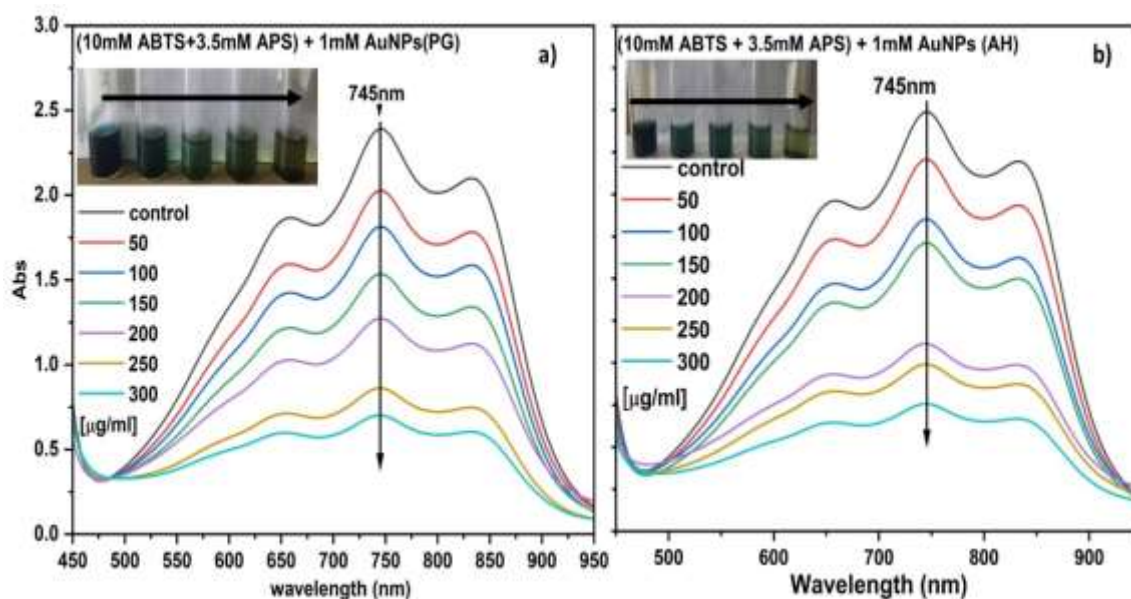 (10mM ABTS+3.5mM APS) + 1mM AuNPs(PG)
a)
745nm
control
50
100
150
200
250
300
[μg/ml]
Abs
3.0
2.5
2.0
1.5
1.0
0.5
0.0
450 500 550 600 650 700 750 800 850 900 950
wavelength (nm)
(10mM ABTS + 3.5mM APS) + 1mM AuNPs (AH)
b)
745nm
control
50
100
150
200
250
300
[μg/ml]
500 600 700 800 900
Wavelength (nm)